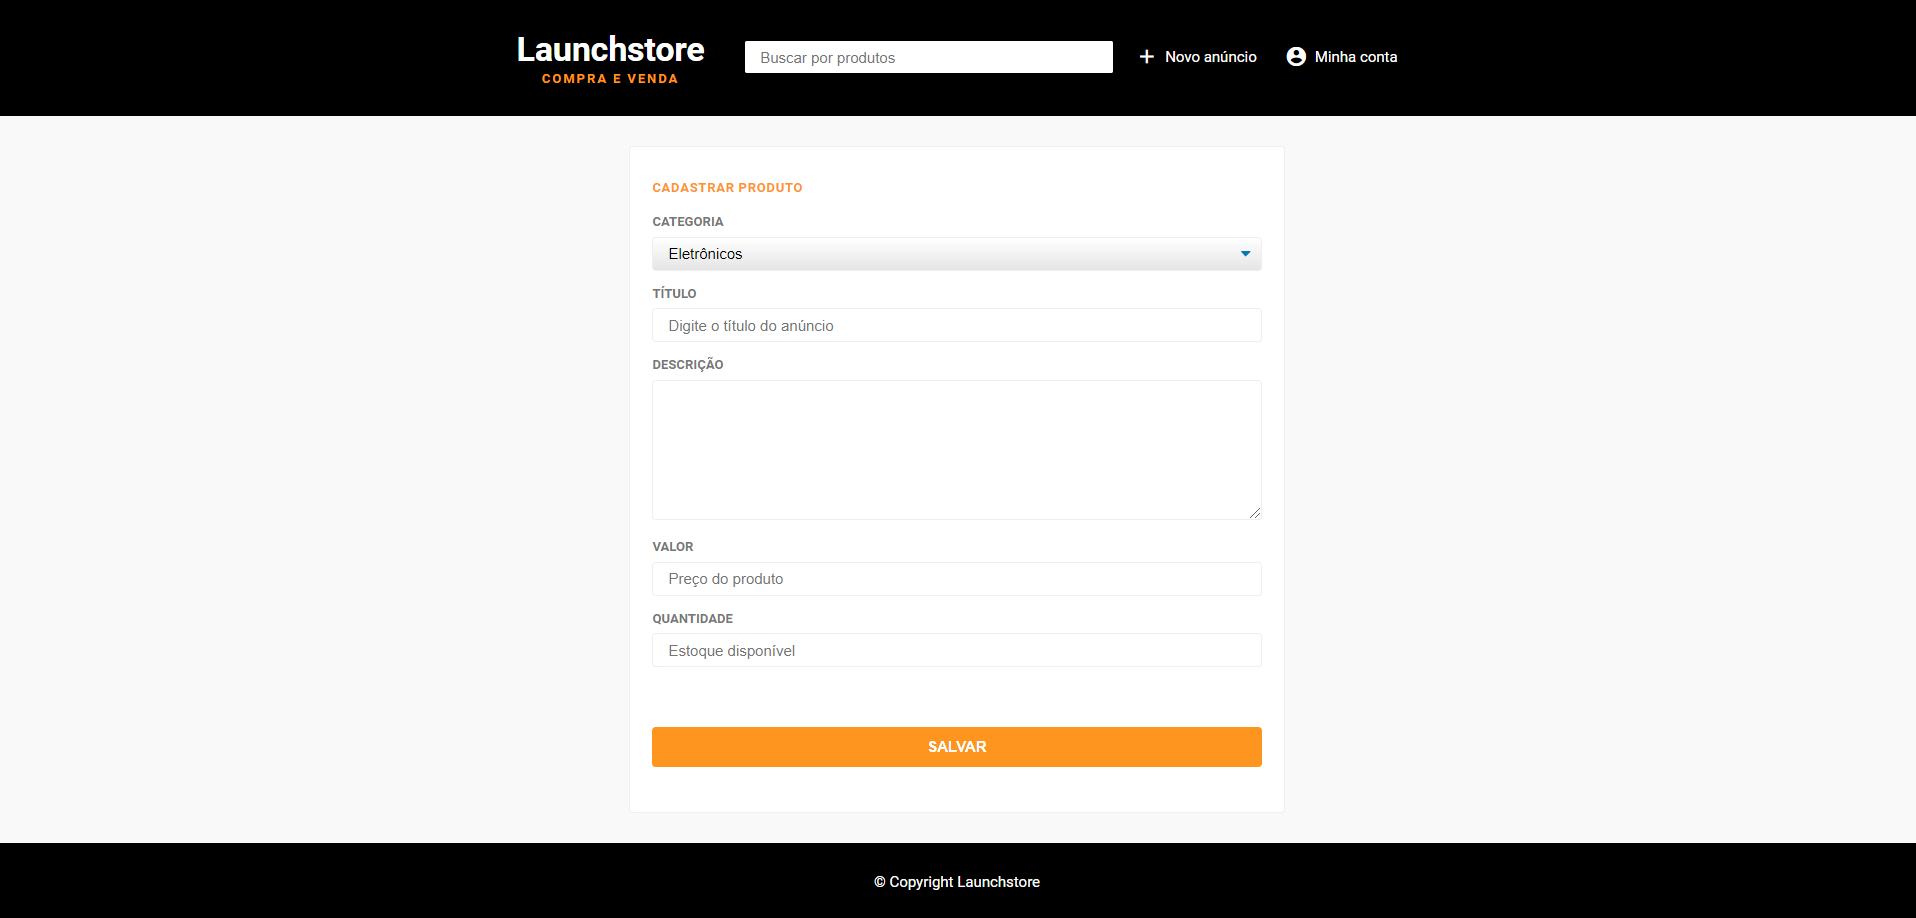 Launchstore
COMPRA E VENDA
Buscar por produtos
Novo anúncio
Minha conta
CADASTRAR PRODUTO
CATEGORIA
Eletrônicos
TÍTULO
Digite o título do anúncio
DESCRIÇÃO
VALOR
Preço do produto
QUANTIDADE
Estoque disponível
SALVAR
© Copyright Launchstore